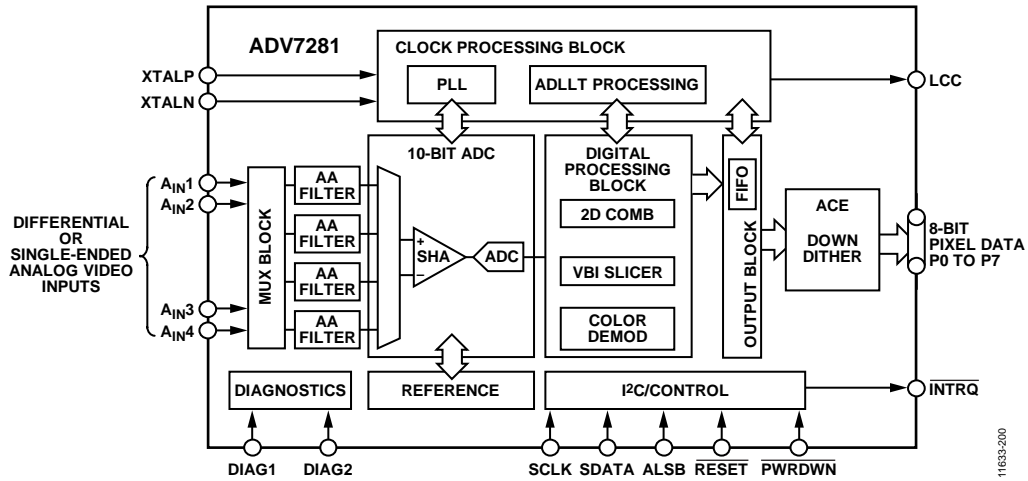 ADV7281
CLOCK PROCESSING BLOCK
PLL
ADLLT PROCESSING
XTALP
XTALN
LCC
10-BIT ADC
DIGITAL
PROCESSING
BLOCK
2D COMB
VBI SLICER
COLOR
DEMOD
DIFFERENTIAL
OR
SINGLE-ENDED
ANALOG VIDEO
INPUTS
AIN1
AIN2
AIN3
AIN4
MUX BLOCK
AA
FILTER
AA
FILTER
AA
FILTER
AA
FILTER
+
SHA
–
ADC
FIFO
OUTPUT BLOCK
ACE
DOWN
DITHER
8-BIT
PIXEL DATA
P0 TO P7
DIAGNOSTICS
REFERENCE
I2C/CONTROL
INTRQ
DIAG1
DIAG2
SCLK
SDATA
ALSB
RESET
PWRDWN
11633-200